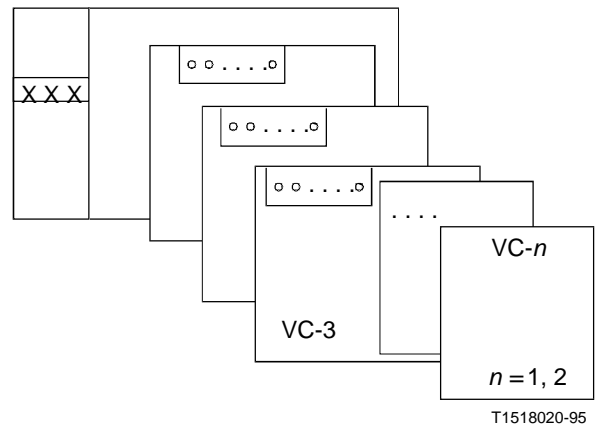 o o . . . . o
X X X
o o . . . . o
o o . . . . o
. . . .
VC-n
VC-3
n = 1, 2
T1518020-95